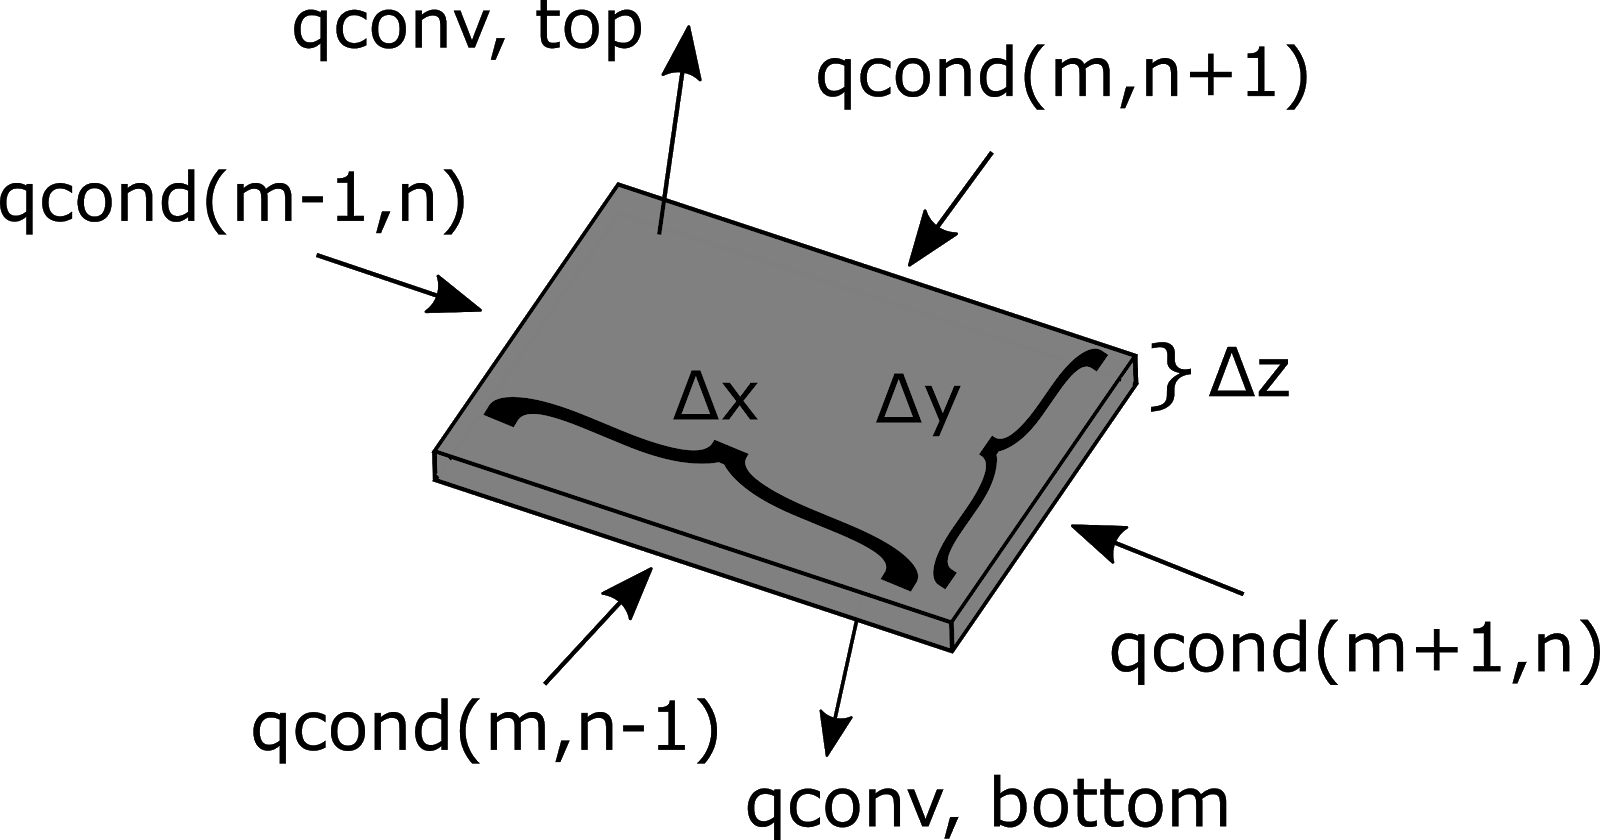 qconv, top
qcond(m,n+1)
qcond(m-1,n)
Δx
Δy
} Δz
qcond(m+1,n)
qcond(m,n-1)
qconv, bottom